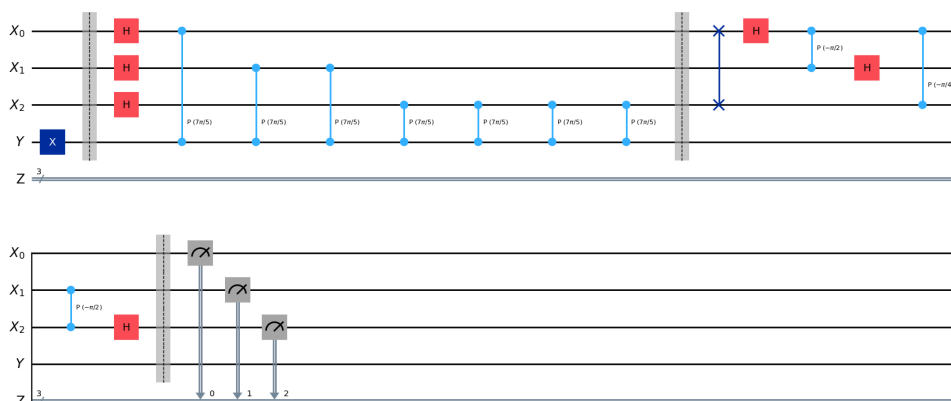 X₀ H H P (−π/2)
X₁ H H P (−π/4
X₂ H P (7π/5) P (7π/5) P (7π/5) P (7π/5) P (7π/5) P (7π/5) P (7π/5)
Y X
Z 3
X₀
X₁ P (−π/2)
X₂ H
Y
Z 3 0 1 2